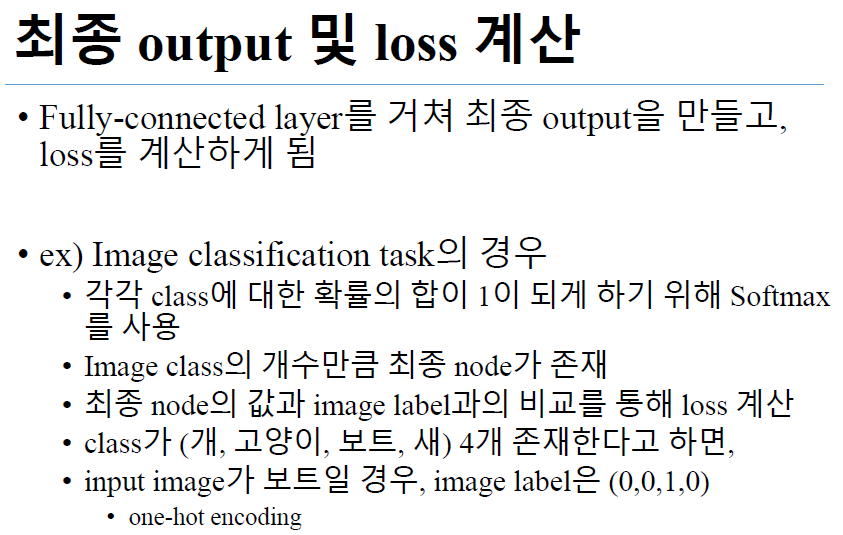 최종 output 및 loss 계산
• Fully-connected layer를 거쳐 최종 output을 만들고,
loss를 계산하게 됨
• ex) Image classification task의 경우
• 각각 class에 대한 확률의 합이 1이 되게 하기 위해 Softmax
를 사용
• Image class의 개수만큼 최종 node가 존재
• 최종 node의 값과 image label과의 비교를 통해 loss 계산
• class가 (개, 고양이, 보트, 새) 4개 존재한다고 하면,
• input image가 보트일 경우, image label은 (0,0,1,0)
• one-hot encoding